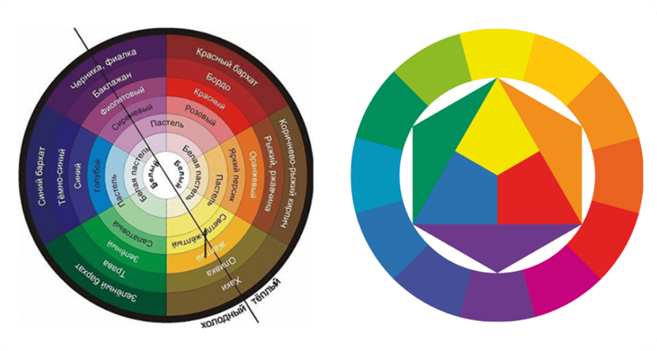 Черника, фиалка
Баклажан
Фиолетовый
Сиреневый
Пастель
Красный бархат
Бордо
Красный
Розовый
Коричнево-рыжий кирпич
Рыжий, ржавчина
Оранжевый
Яркий персик
Пастель
Белая пастель
Белый
Белый
Белая пастель
Пастель
Голубой
Синий
Тёмно-синий
Синий бархат
Салатовый
Зелёный
Трава
Зелёный бархат
Светло-жёлтый
Оливка
Хаки
холодный
тёплый